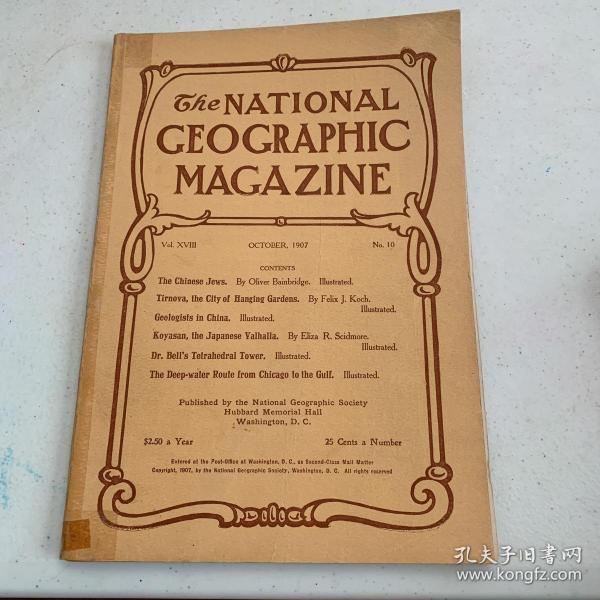 The NATIONAL
GEOGRAPHIC
MAGAZINE
Vol. XVIII OCTOBER, 1907 No. 10
CONTENTS
The Chinese Jews. By Oliver Bainbridge. Illustrated.
Tirnova, the City of Hanging Gardens. By Felix J. Koch.
Illustrated.
Geologists in China. Illustrated.
Koyasan, the Japanese Valhalla. By Eliza R. Scidmore.
Illustrated.
Dr. Bell's Tetrahedral Tower. Illustrated.
The Deep-water Route from Chicago to the Gulf. Illustrated.
Published by the National Geographic Society
Hubbard Memorial Hall
Washington, D. C.
$2.50 a Year 25 Cents a Number
Entered at the Post-Office at Washington, D. C., as Second-Class Mail Matter
Copyright, 1907, by the National Geographic Society, Washington, D. C. All rights reserved
孔夫子旧书网
www.kongfz.com